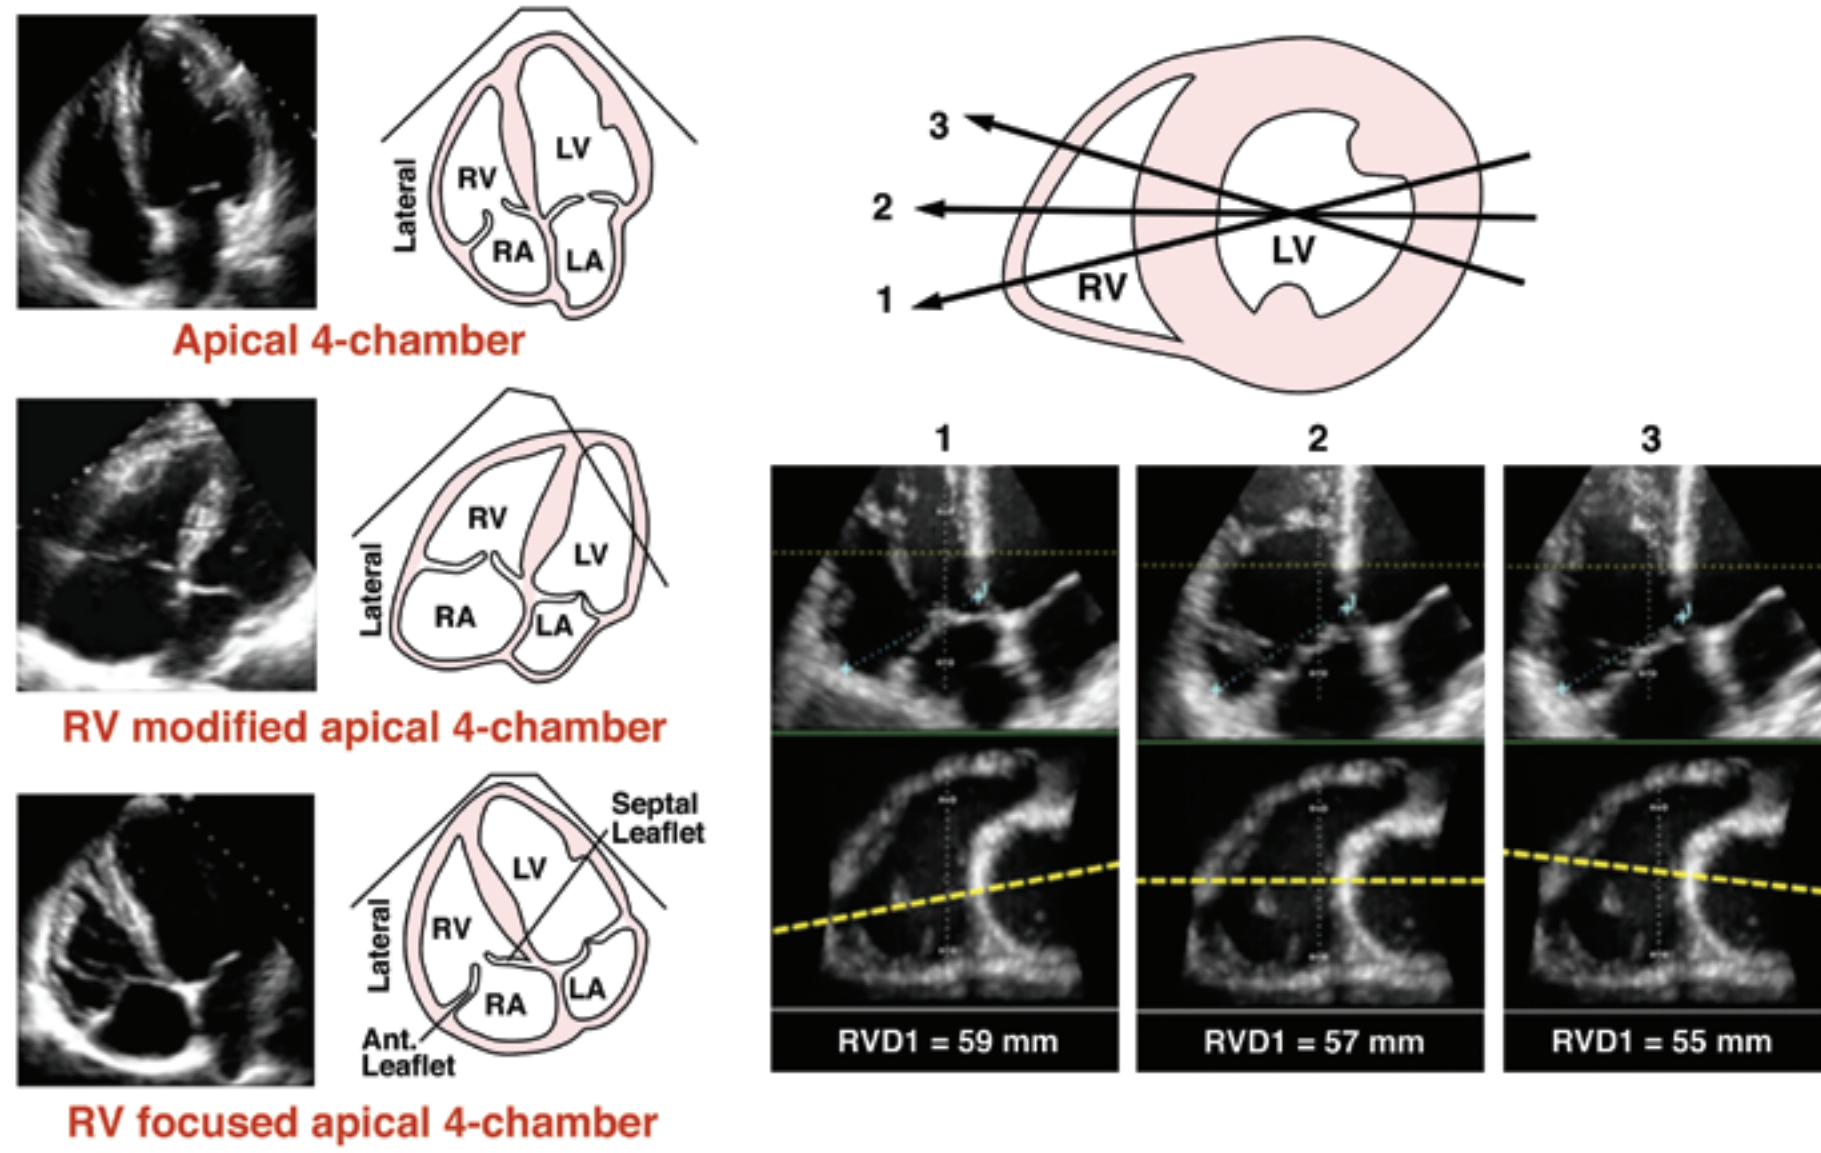 Lateral
RV
LV
RA
LA
Apical 4-chamber
Lateral
RV
LV
RA
LA
RV modified apical 4-chamber
Septal
Leaflet
Lateral
LV
RV
RA
LA
Ant.
Leaflet
RV focused apical 4-chamber
3
2
1
RV
LV
1
2
3
RVD1 = 59 mm
RVD1 = 57 mm
RVD1 = 55 mm